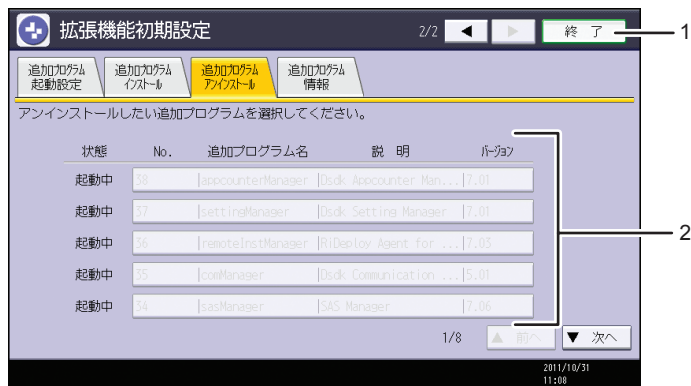 拡張機能初期設定 2/2 ◀ ▶ 終 了 1
追加プログラム 追加プログラム 追加プログラム 追加プログラム
起動設定 インストール アンインストール 情報
アンインストールしたい追加プログラムを選択してください。
状態 No. 追加プログラム名 説 明 バージョン
起動中 38 appcounterManager Dsdk Appcounter Man... 7.01
起動中 37 settingManager Dsdk Setting Manager 7.01
起動中 36 remoteInstManager RiDeploy Agent for ... 7.03
2
起動中 35 comManager Dsdk Communication ... 5.01
起動中 34 sasManager SAS Manager 7.06
1/8 ▲ 前へ ▼ 次へ
2011/10/31
11:08